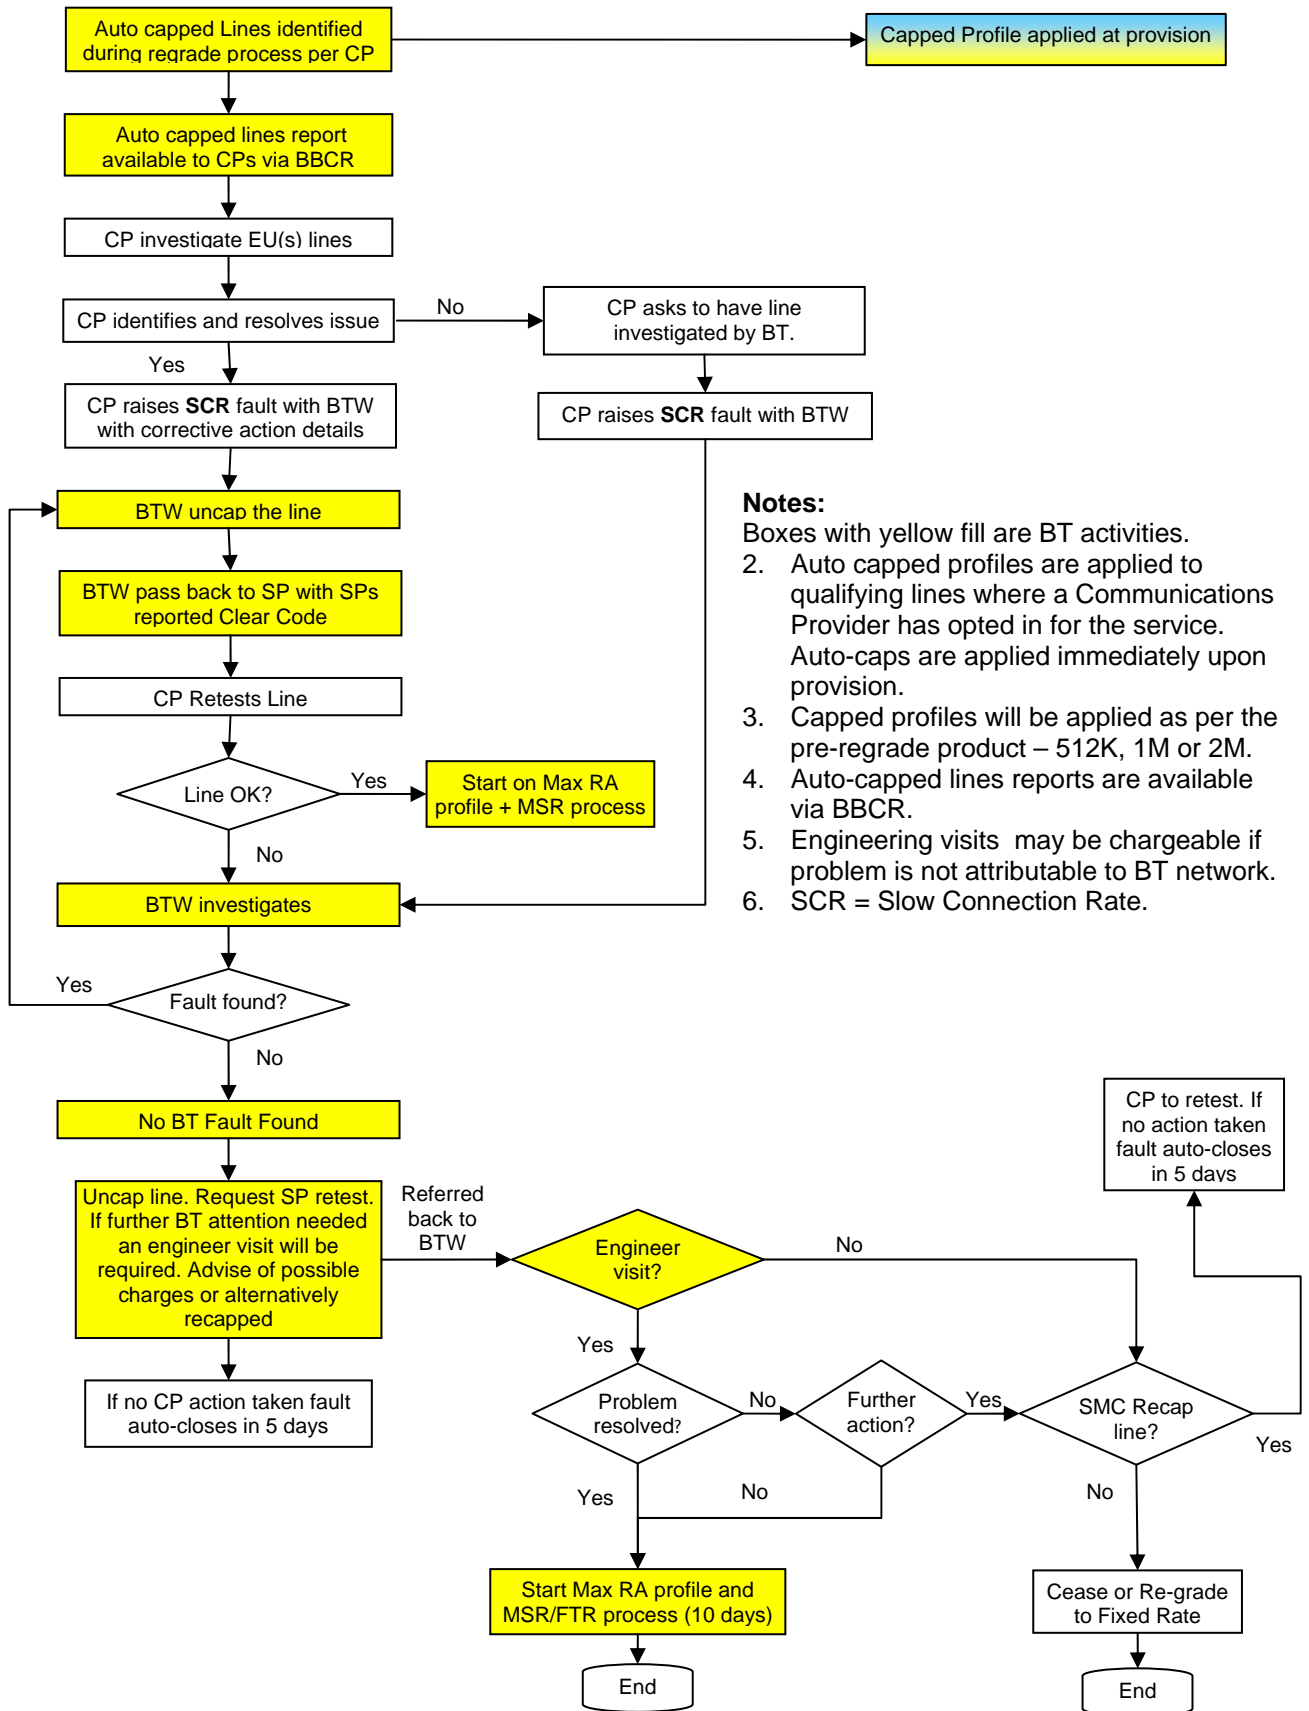 Auto capped Lines identified
during regrade process per CP
Capped Profile applied at provision
Auto capped lines report
available to CPs via BBCR
CP investigate EU(s) lines
CP identifies and resolves issue
No
CP asks to have line
investigated by BT.
Yes
CP raises SCR fault with BTW
with corrective action details
CP raises SCR fault with BTW
BTW uncap the line
Notes:
Boxes with yellow fill are BT activities.
2. Auto capped profiles are applied to
qualifying lines where a Communications
Provider has opted in for the service.
Auto-caps are applied immediately upon
provision.
3. Capped profiles will be applied as per the
pre-regrade product – 512K, 1M or 2M.
4. Auto-capped lines reports are available
via BBCR.
5. Engineering visits may be chargeable if
problem is not attributable to BT network.
6. SCR = Slow Connection Rate.
BTW pass back to SP with SPs
reported Clear Code
CP Retests Line
Line OK?
Yes
Start on Max RA
profile + MSR process
No
BTW investigates
Yes
Fault found?
No
No BT Fault Found
CP to retest. If
no action taken
fault auto-closes
in 5 days
Uncap line. Request SP retest.
If further BT attention needed
an engineer visit will be
required. Advise of possible
charges or alternatively
recapped
Referred
back to
BTW
Engineer
visit?
No
Yes
If no CP action taken fault
auto-closes in 5 days
Problem
resolved?
No
Further
action?
Yes
SMC Recap
line?
Yes
Yes
No
No
Start Max RA profile and
MSR/FTR process (10 days)
Cease or Re-grade
to Fixed Rate
End
End